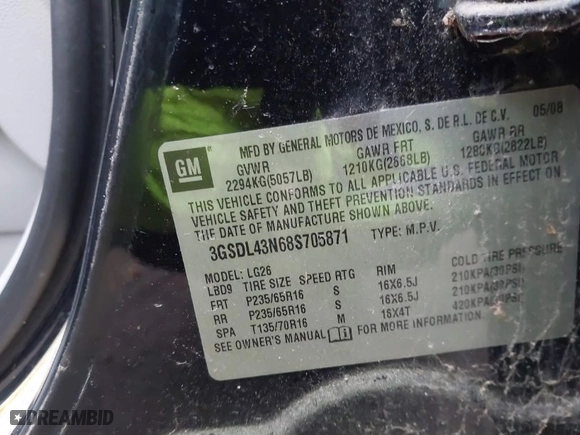 MFD BY GENERAL MOTORS DE MEXICO, S. DE R.L. DE C.V. 05/08
GM
GVWR GAWR FRT GAWR RR
2294KG(5057LB) 1210KG(2668LB) 1280KG(2822LB)
THIS VEHICLE CONFORMS TO ALL APPLICABLE U.S. FEDERAL MOTOR
VEHICLE SAFETY AND THEFT PREVENTION STANDARDS IN EFFECT ON
THE DATE OF MANUFACTURE SHOWN ABOVE.
3GSDL43N68S705871 TYPE: M.P.V.
MODEL: LG26
LBD9 TIRE SIZE SPEED RTG RIM COLD TIRE PRESSURE
FRT P235/65R16 S 16X6.5J 210KPA(30PSI)
RR P235/65R16 S 16X6.5J 210KPA(30PSI)
SPA T135/70R16 M 16X4T 420KPA(60PSI)
SEE OWNER'S MANUAL FOR MORE INFORMATION.
DREAMBID